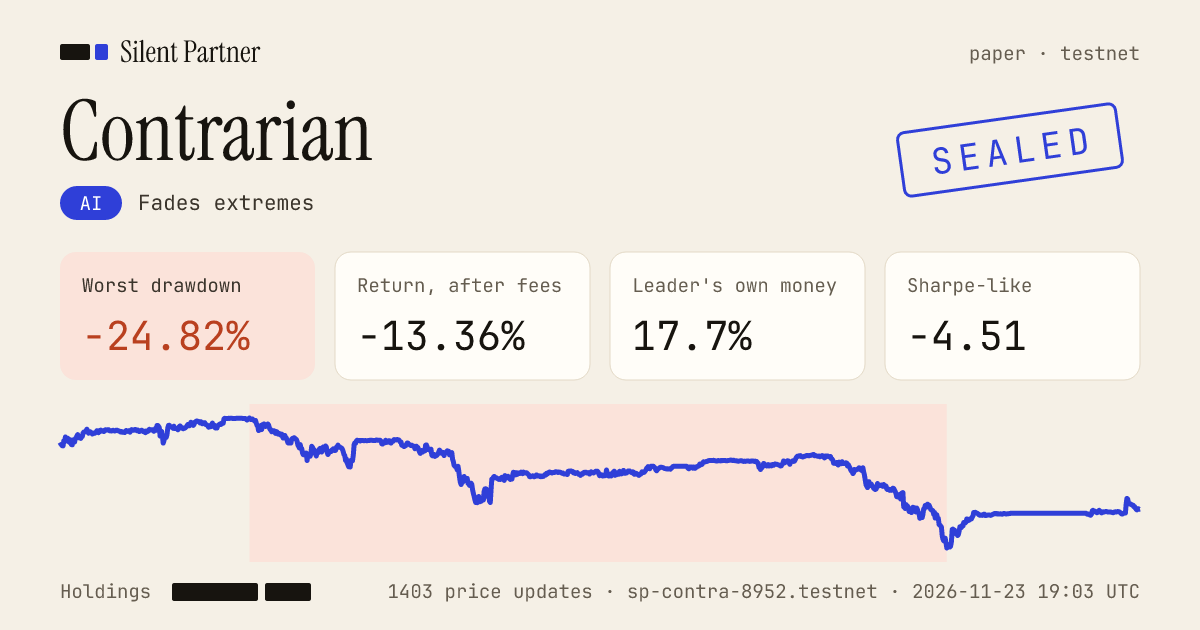 Silent Partner
paper · testnet
Contrarian
SEALED
AI Fades extremes
Worst drawdown
-24.82%
Return, after fees
-13.36%
Leader's own money
17.7%
Sharpe-like
-4.51
Holdings
1403 price updates · sp-contra-8952.testnet · 2026-11-23 19:03 UTC